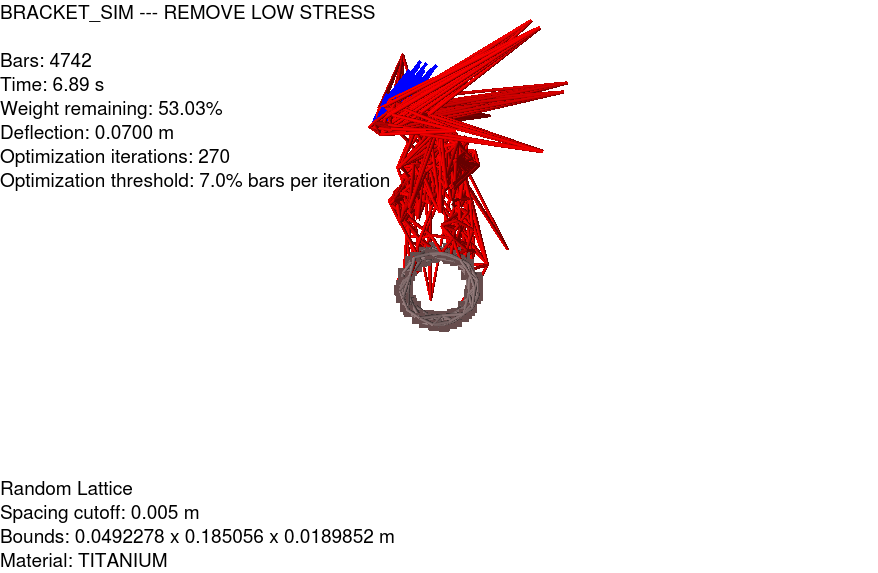 BRACKET_SIM --- REMOVE LOW STRESS
Bars: 4742
Time: 6.89 s
Weight remaining: 53.03%
Deflection: 0.0700 m
Optimization iterations: 270
Optimization threshold: 7.0% bars per iteration
Random Lattice
Spacing cutoff: 0.005 m
Bounds: 0.0492278 x 0.185056 x 0.0189852 m
Material: TITANIUM